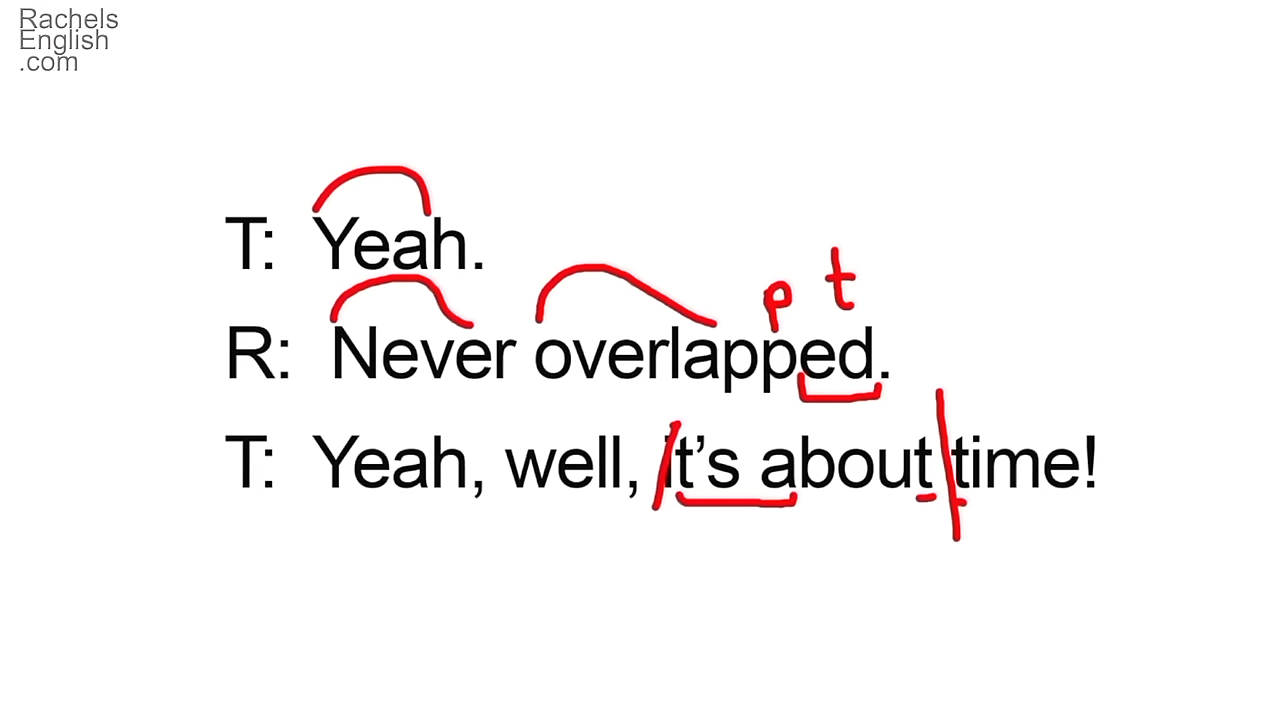 Rachels
English
.com
T: Yeah.
p t
R: Never overlapped.
T: Yeah, well, it's about time!